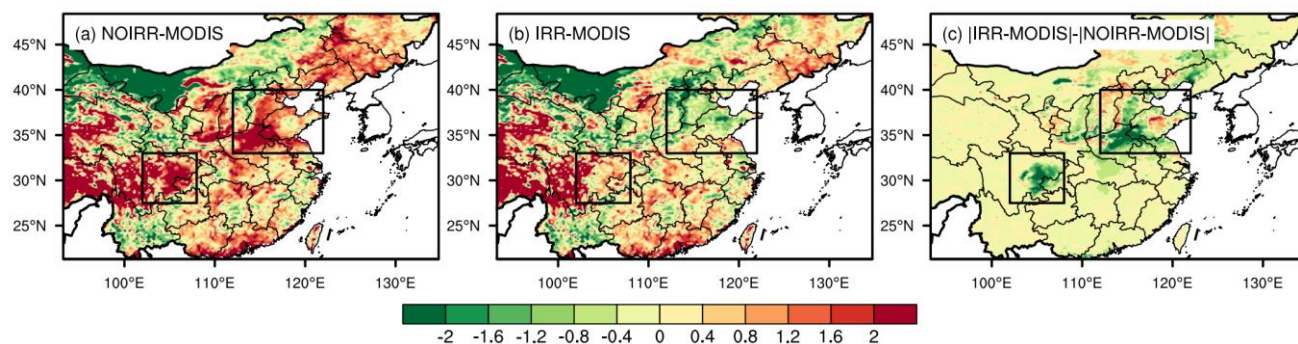 (a) NOIRR-MODIS
(b) IRR-MODIS
(c) |IRR-MODIS|-|NOIRR-MODIS|
45°N
40°N
35°N
30°N
25°N
45°N
40°N
35°N
30°N
25°N
45°N
40°N
35°N
30°N
25°N
100°E 110°E 120°E 130°E
100°E 110°E 120°E 130°E
100°E 110°E 120°E 130°E
-2 -1.6 -1.2 -0.8 -0.4 0 0.4 0.8 1.2 1.6 2